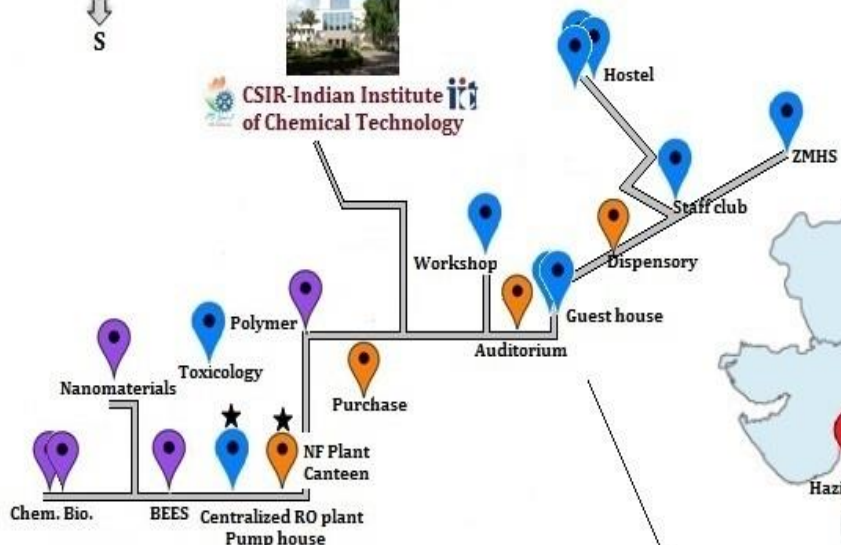 S
CSIR-Indian Institute
of Chemical Technology
Hostel
ZMHS
Staff club
Workshop
Dispensory
Guest house
Polymer
Auditorium
Toxicology
Nanomaterials
Purchase
NF Plant
Canteen
Chem. Bio.
BEES
Centralized RO plant
Pump house